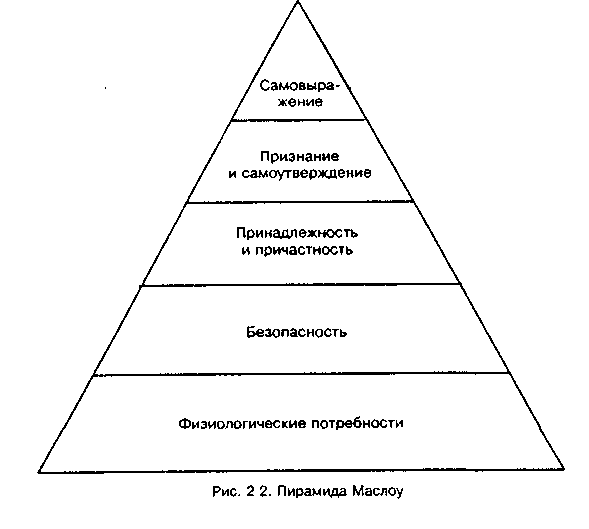 Самовыра-
жение
Признание
и самоутверждение
Принадлежность
и причастность
Безопасность
Физиологические потребности
Рис. 2 2. Пирамида Маслоу